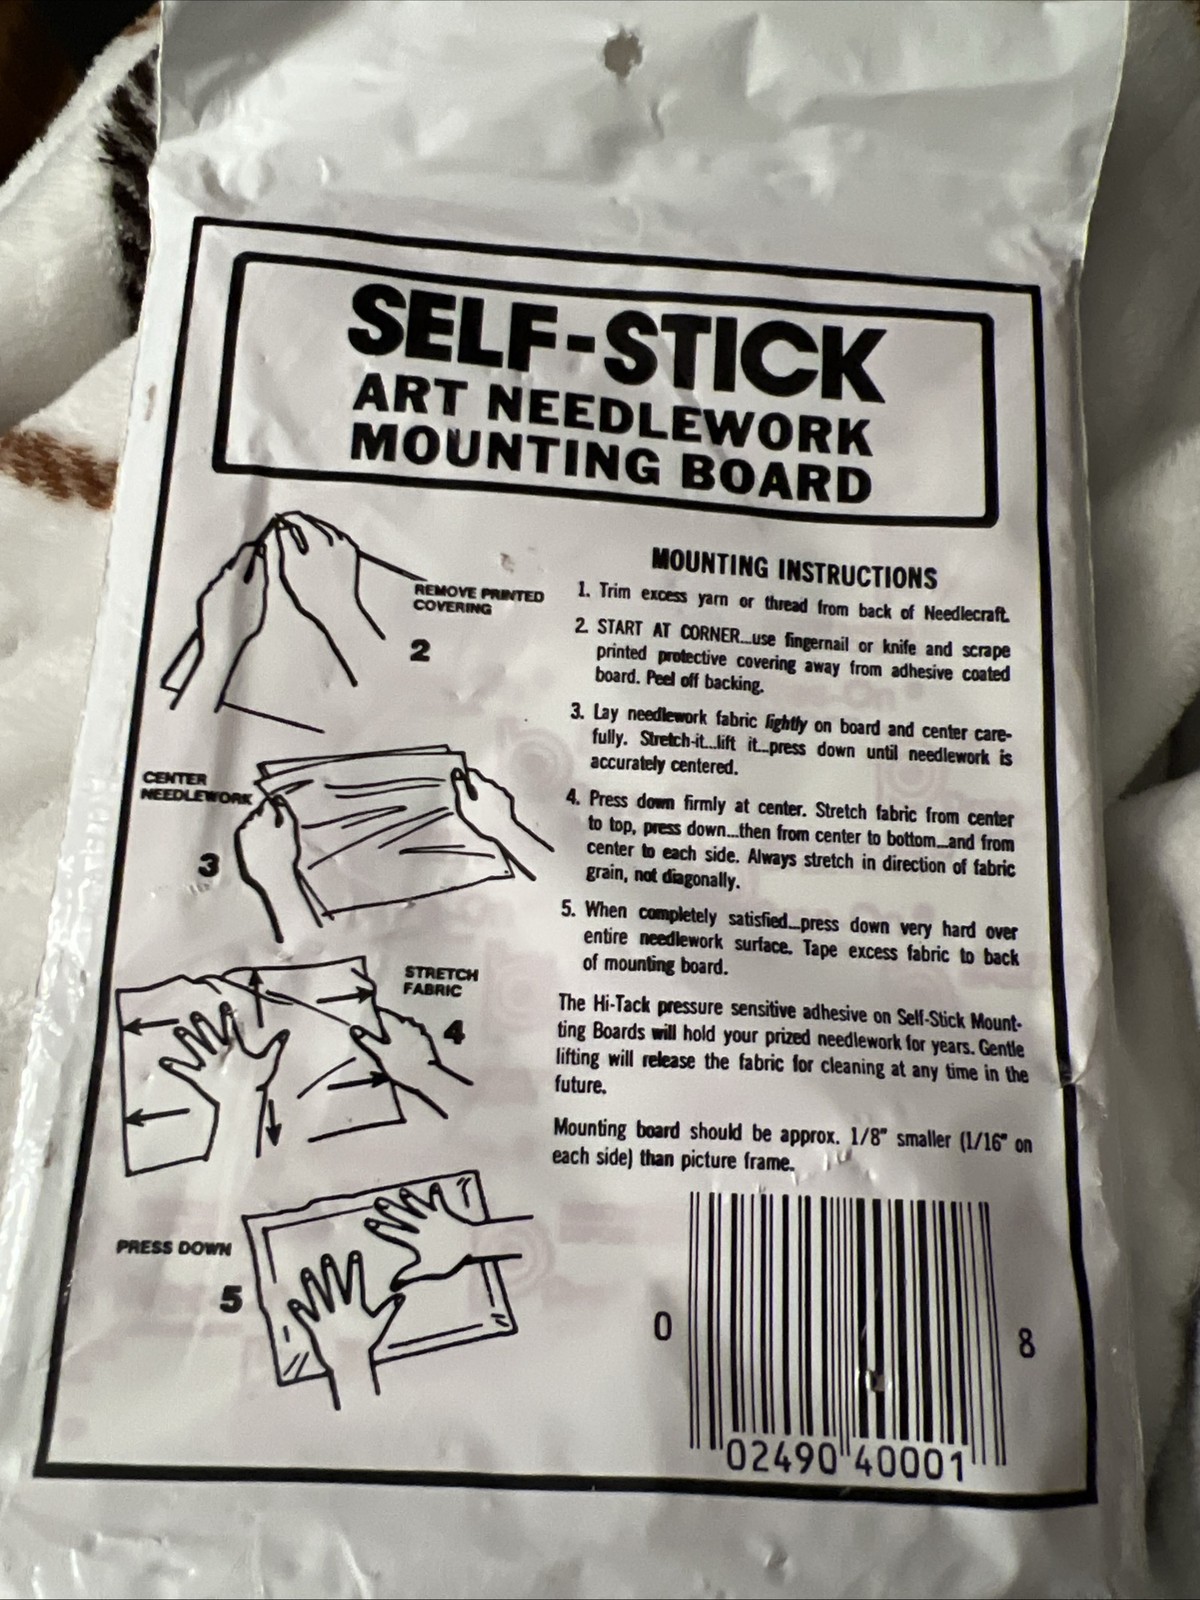 SELF-STICK
ART NEEDLEWORK
MOUNTING BOARD
REMOVE PRINTED
COVERING
2
CENTER
NEEDLEWORK
3
STRETCH
FABRIC
4
PRESS DOWN
5
MOUNTING INSTRUCTIONS
1. Trim excess yarn or thread from back of Needlecraft.
2. START AT CORNER...use fingernail or knife and scrape
printed protective covering away from adhesive coated
board. Peel off backing.
3. Lay needlework fabric lightly on board and center care-
fully. Stretch-it...lift it...press down until needlework is
accurately centered.
4. Press down firmly at center. Stretch fabric from center
to top, press down...then from center to bottom...and from
center to each side. Always stretch in direction of fabric
grain, not diagonally.
5. When completely satisfied...press down very hard over
entire needlework surface. Tape excess fabric to back
of mounting board.
The Hi-Tack pressure sensitive adhesive on Self-Stick Moun-
ting Boards will hold your prized needlework for years. Gentle
lifting will release the fabric for cleaning at any time in the
future.
Mounting board should be approx. 1/8" smaller (1/16" on
each side) than picture frame.
0 02490 40001 8